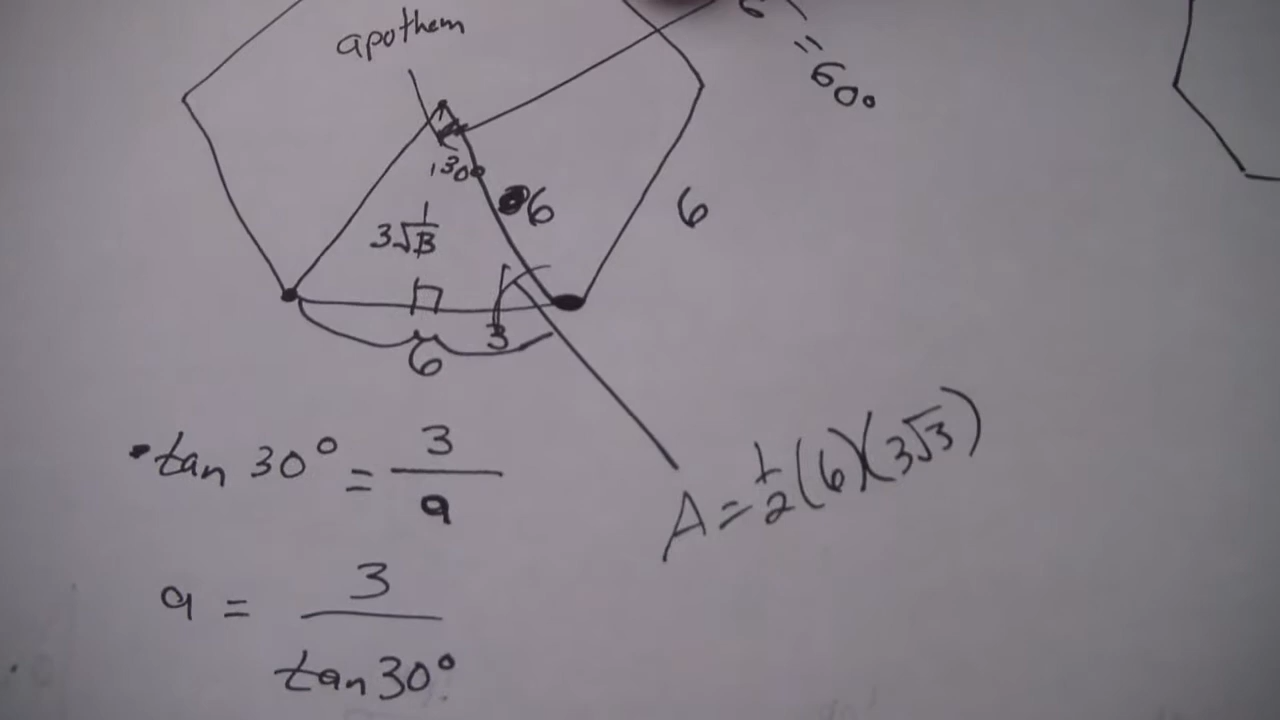 apothem
6
= 60°
30°
6
6
3√3
3
6
tan 30° = 3/a
A = 1/2 (6)(3√3)
a = 3/tan 30°